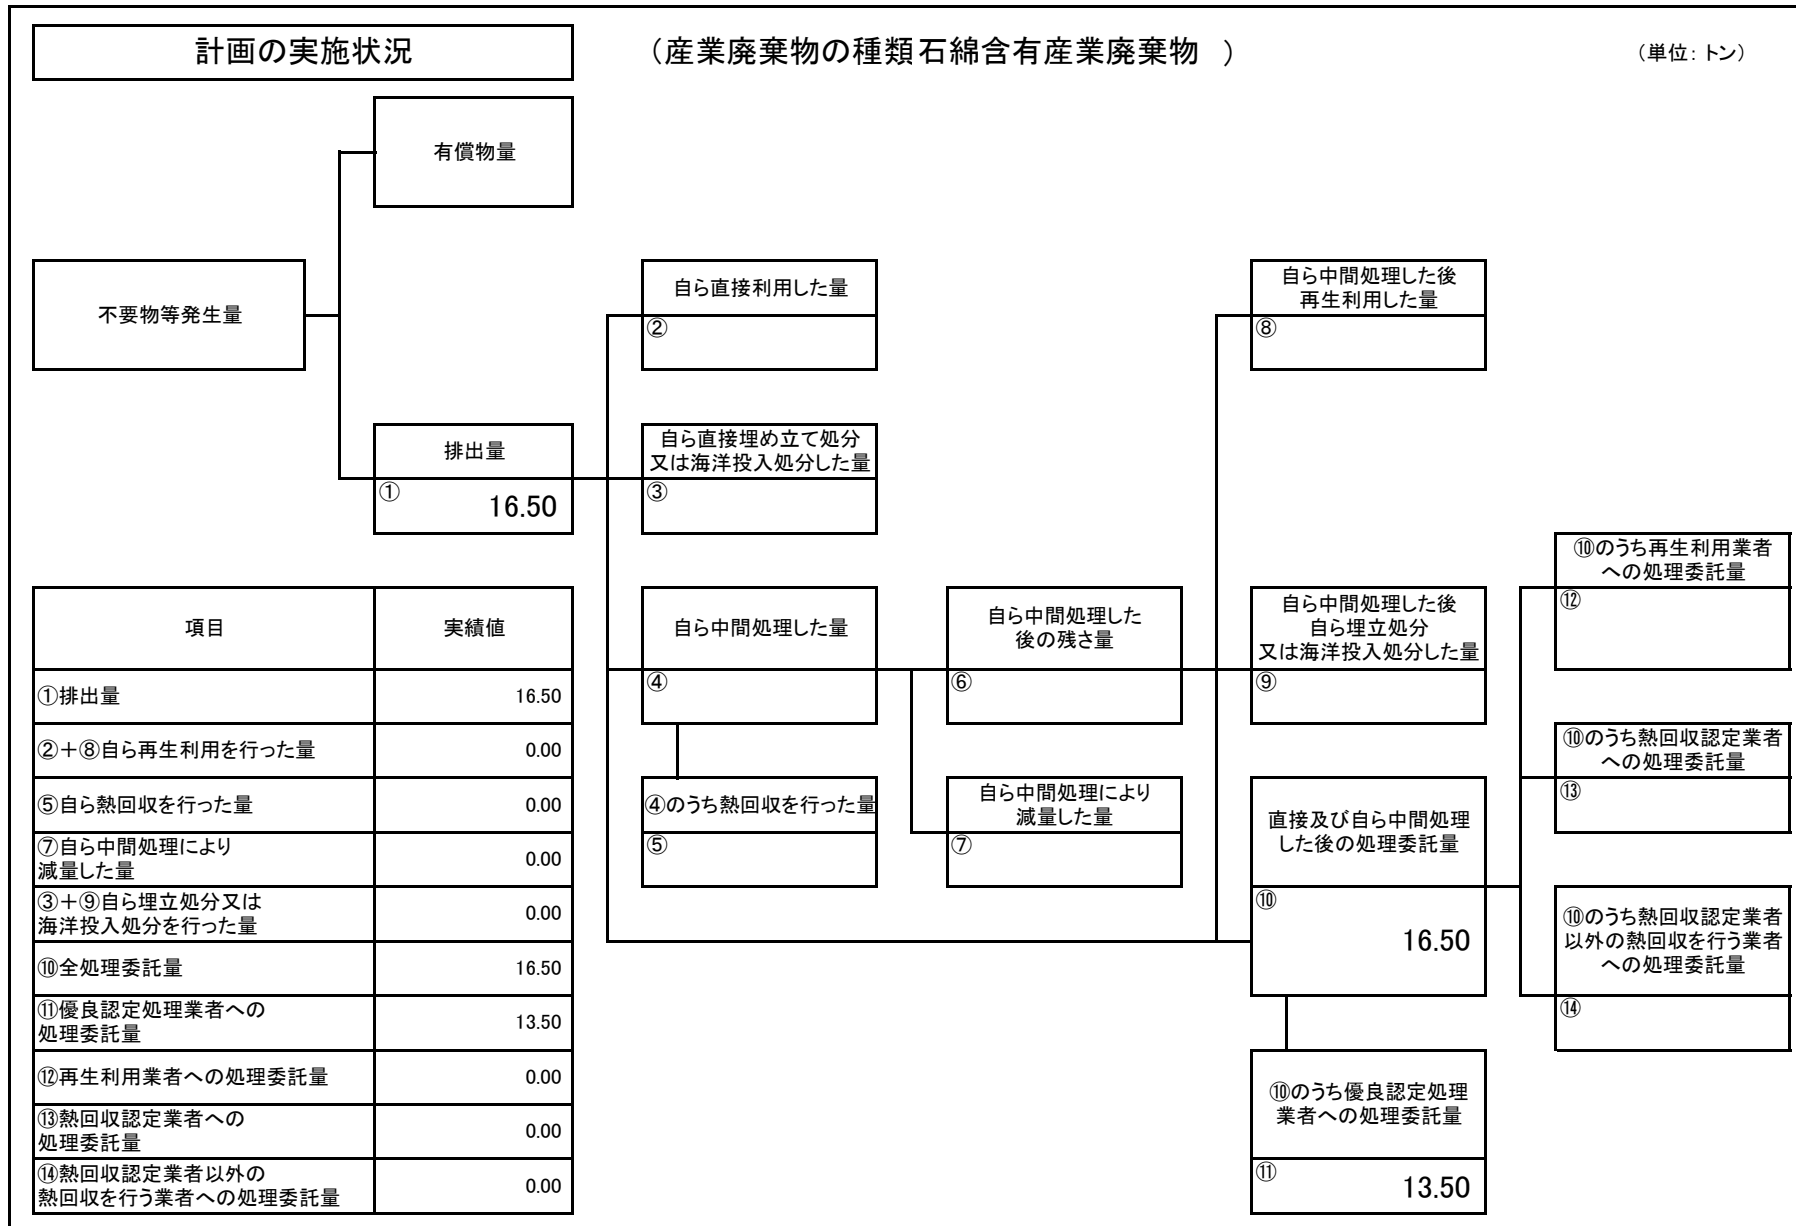 計画の実施状況
（産業廃棄物の種類石綿含有産業廃棄物　）
（単位：トン）
有償物量
不要物等発生量
自ら直接利用した量
②
自ら中間処理した後
再生利用した量
⑧
排出量
① 16.50
自ら直接埋め立て処分
又は海洋投入処分した量
③
⑩のうち再生利用業者
への処理委託量
⑫
自ら中間処理した量
④
自ら中間処理した
後の残さ量
⑥
自ら中間処理した後
自ら埋立処分
又は海洋投入処分した量
⑨
⑩のうち熱回収認定業者
への処理委託量
⑬
④のうち熱回収を行った量
⑤
自ら中間処理により
減量した量
⑦
直接及び自ら中間処理
した後の処理委託量
⑩
16.50
⑩のうち熱回収認定業者
以外の熱回収を行う業者
への処理委託量
⑭
⑩のうち優良認定処理
業者への処理委託量
⑪ 13.50
項目 実績値
①排出量 16.50
②＋⑧自ら再生利用を行った量 0.00
⑤自ら熱回収を行った量 0.00
⑦自ら中間処理により
減量した量 0.00
③＋⑨自ら埋立処分又は
海洋投入処分を行った量 0.00
⑩全処理委託量 16.50
⑪優良認定処理業者への
処理委託量 13.50
⑫再生利用業者への処理委託量 0.00
⑬熱回収認定業者への
処理委託量 0.00
⑭熱回収認定業者以外の
熱回収を行う業者への処理委託量 0.00